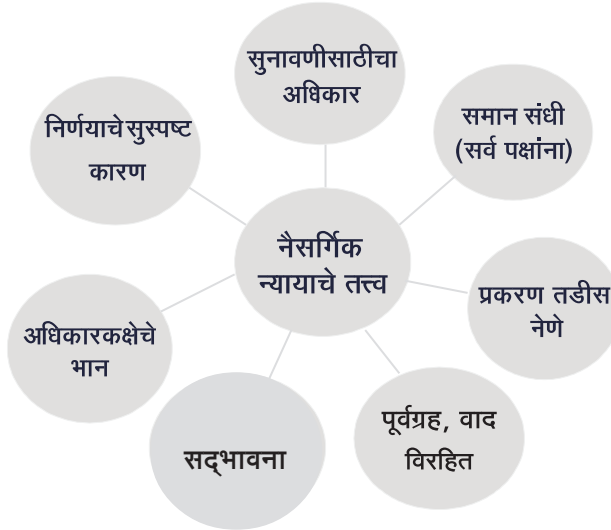 सुनावणीसाठीचा
अधिकार
निर्णयाचे सुस्पष्ट
कारण
समान संधी
(सर्व पक्षांना)
नैसर्गिक
न्यायाचे तत्त्व
प्रकरण तडीस
नेणे
अधिकारकक्षेचे
भान
पूर्वग्रह, वाद
विरहित
सद्‌भावना